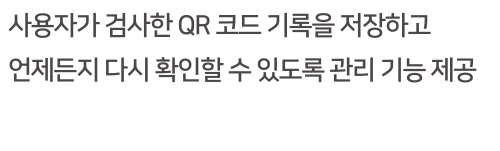 사용자가 검사한 QR 코드 기록을 저장하고
언제든지 다시 확인할 수 있도록 관리 기능 제공